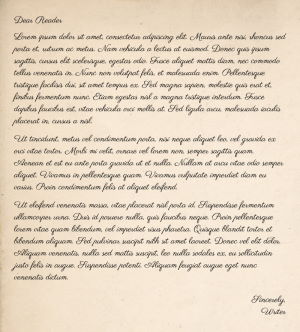 Dear Reader
Lorem ipsum dolor sit amet, consectetur adipiscing elit. Mauris ante nisi, rhoncus sed
porta et, rutrum ac metus. Nam vehicula a lectus at euismod. Donec quis ipsum
sagittis, cursus elit scelerisque, egestas odio. Fusce aliquet mattis diam, nec commodo
tellus venenatis in. Nunc non volutpat felis, et malesuada enim. Pellentesque
tristique facilisis dui, sit amet tempus ex. Sed magna sapien, molestie quis erat et,
finibus fermentum nunc. Etiam egestas nisl a magna tristique interdum. Fusce
dapibus faucibus est, vitae vehicula orci mollis at. Sed ligula arcu, malesuada iaculis
placerat in, cursus a nisl.
Ut tincidunt, metus vel condimentum porta, nisi neque aliquet leo, vel gravida ex
orci vitae tortor. Morbi mi velit, ornare vel lorem non, semper sagittis quam.
Aenean et est eu ante porta gravida at et nulla. Nullam at arcu vitae odio semper
aliquet. Vivamus in pellentesque quam. Vivamus vulputate imperdiet diam eu
varius. Proin condimentum felis at aliquet eleifend.
Ut eleifend venenatis massa, vitae placerat nisl porta id. Suspendisse fermentum
ullamcorper urna. Duis id posuere nulla, quis faucibus neque. Proin pellentesque
lorem vitae quam bibendum, vel imperdiet risus pharetra. Quisque blandit tortor et
bibendum aliquam. Sed pulvinar suscipit nibh sit amet laoreet. Donec vel elit dolor.
Aliquam venenatis, nulla sed mattis suscipit, leo nulla sodales ex, eu sollicitudin
justo felis in augue. Suspendisse potenti. Aliquam feugiat augue eget nunc
venenatis dictum.
Sincerely,
Writer